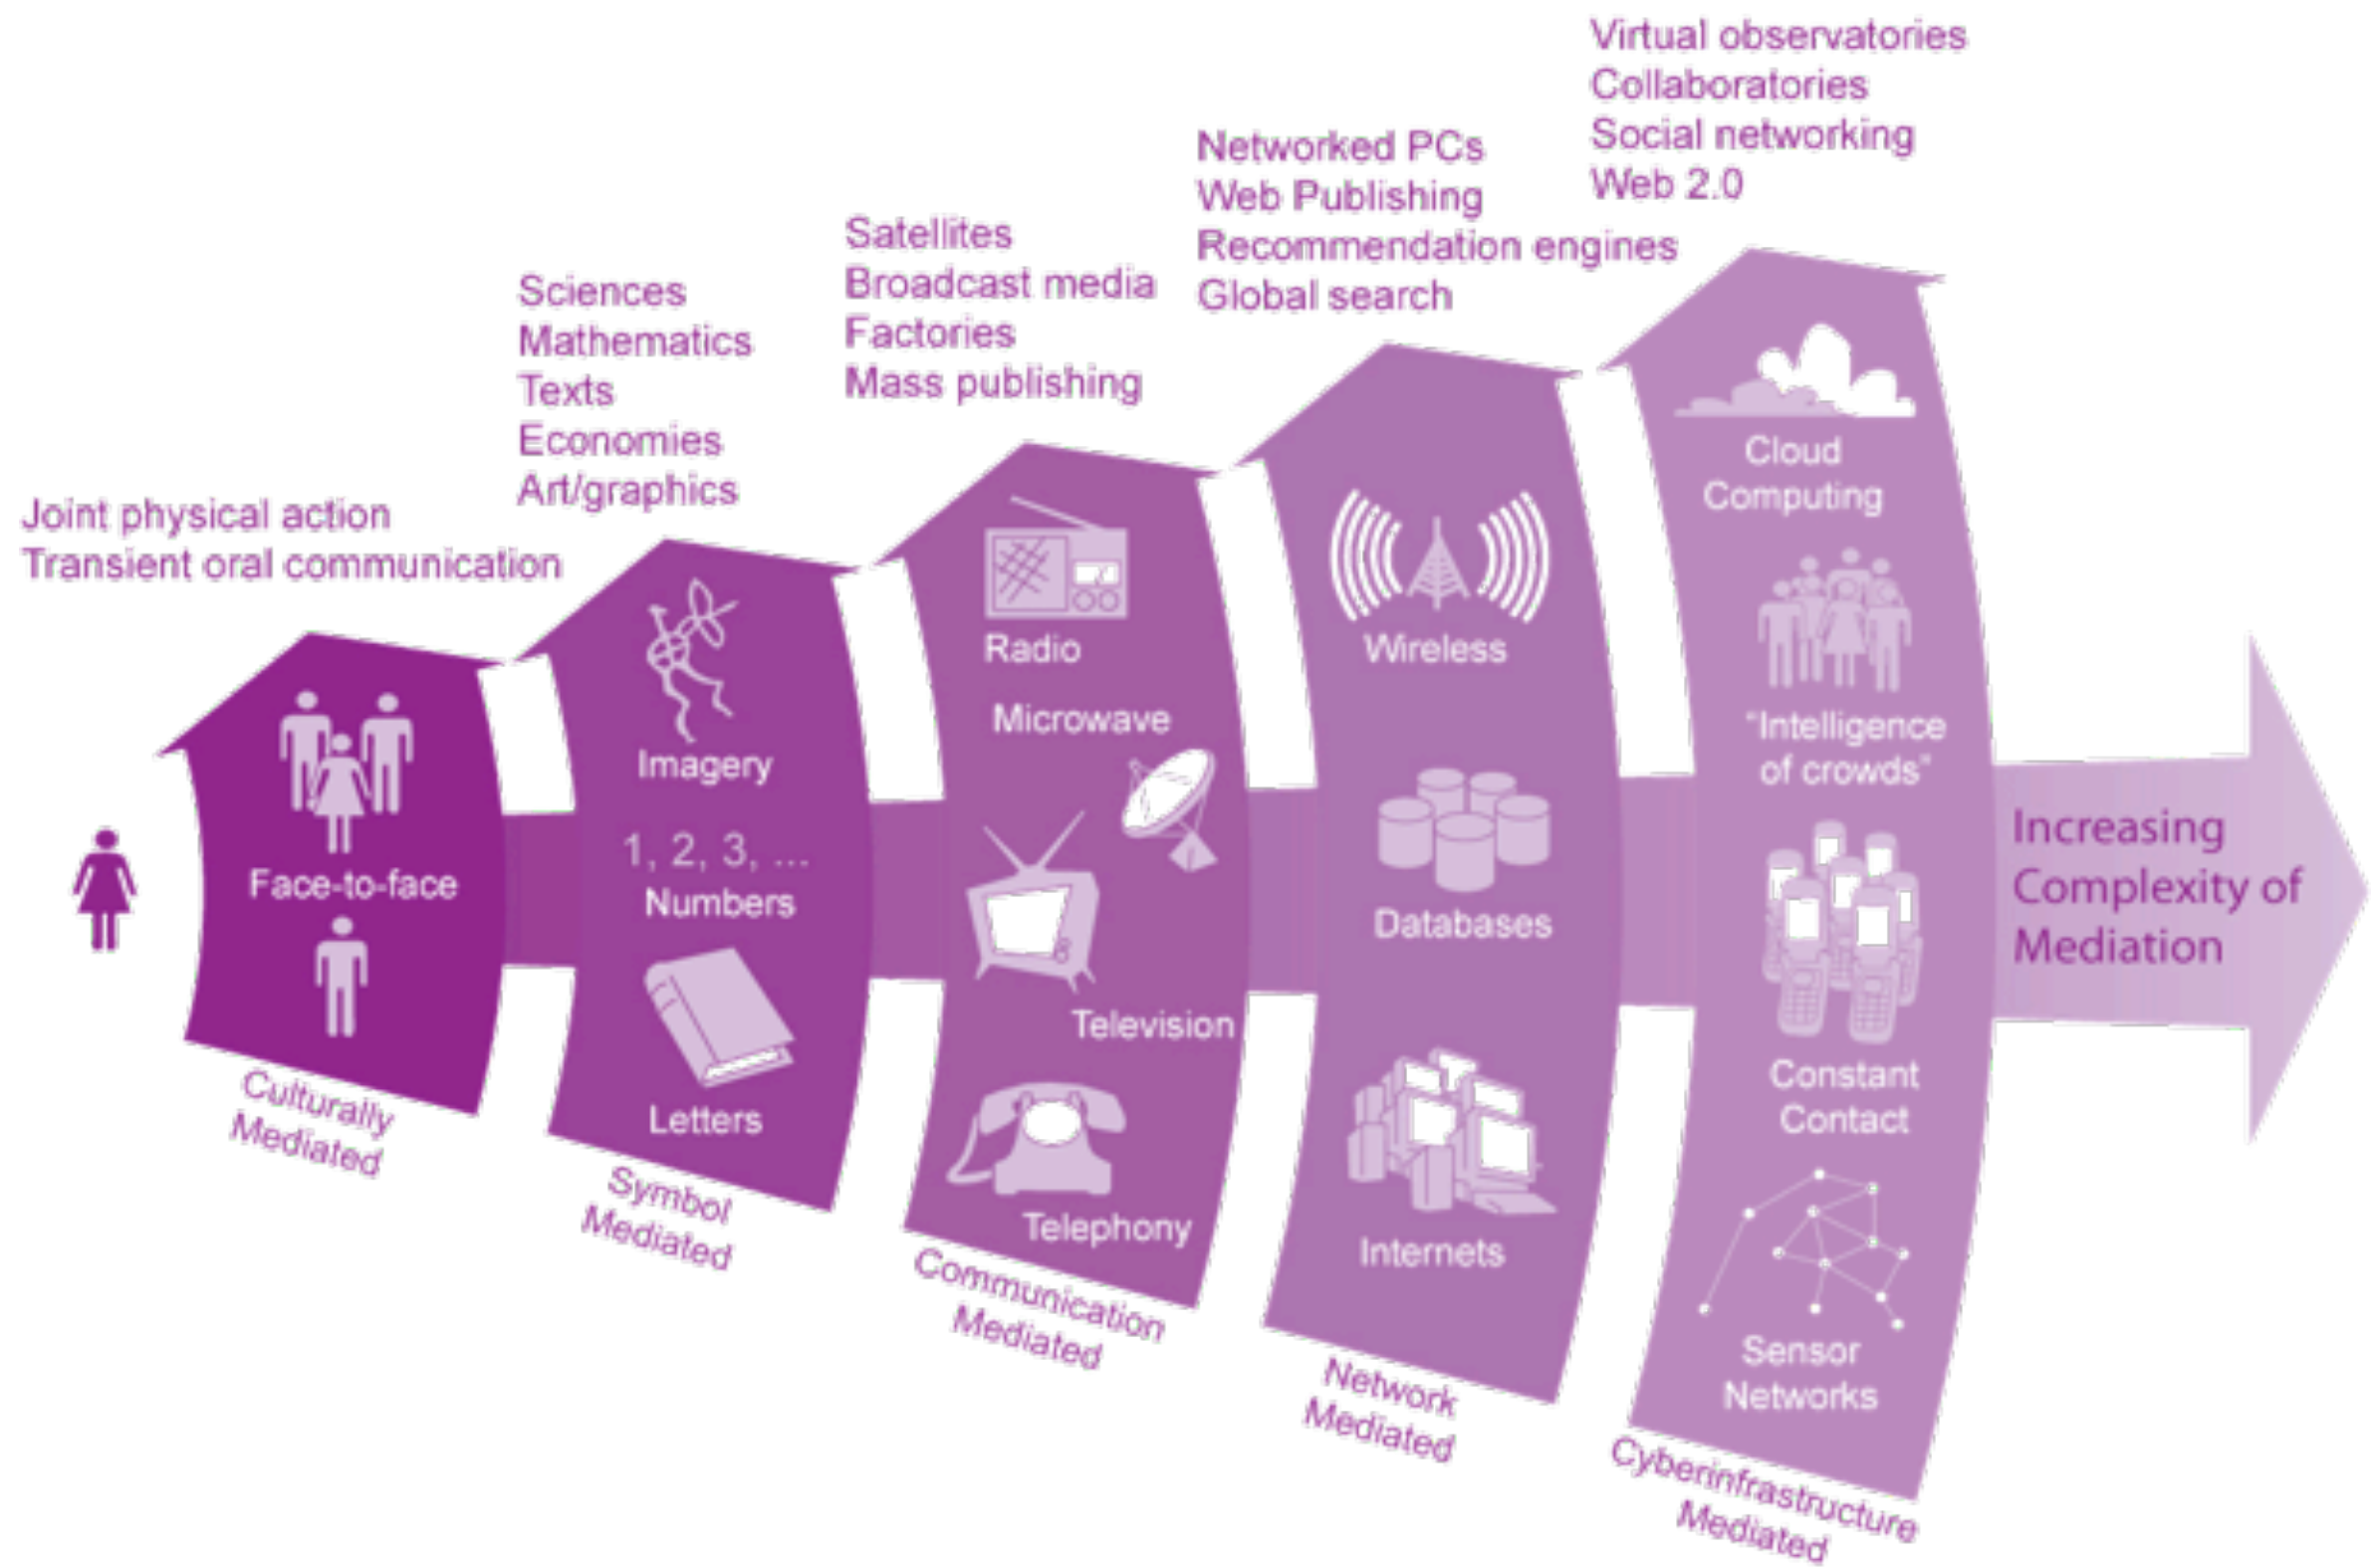 Joint physical action
Transient oral communication
Face-to-face
Culturally
Mediated
Sciences
Mathematics
Texts
Economies
Art/graphics
Imagery
1, 2, 3, ...
Numbers
Letters
Symbol
Mediated
Satellites
Broadcast media
Factories
Mass publishing
Radio
Microwave
Television
Telephony
Communication
Mediated
Networked PCs
Web Publishing
Recommendation engines
Global search
Wireless
Databases
Internets
Network
Mediated
Virtual observatories
Collaboratories
Social networking
Web 2.0
Cloud
Computing
"Intelligence
of crowds"
Constant
Contact
Sensor
Networks
Cyberinfrastructure
Mediated
Increasing
Complexity of
Mediation